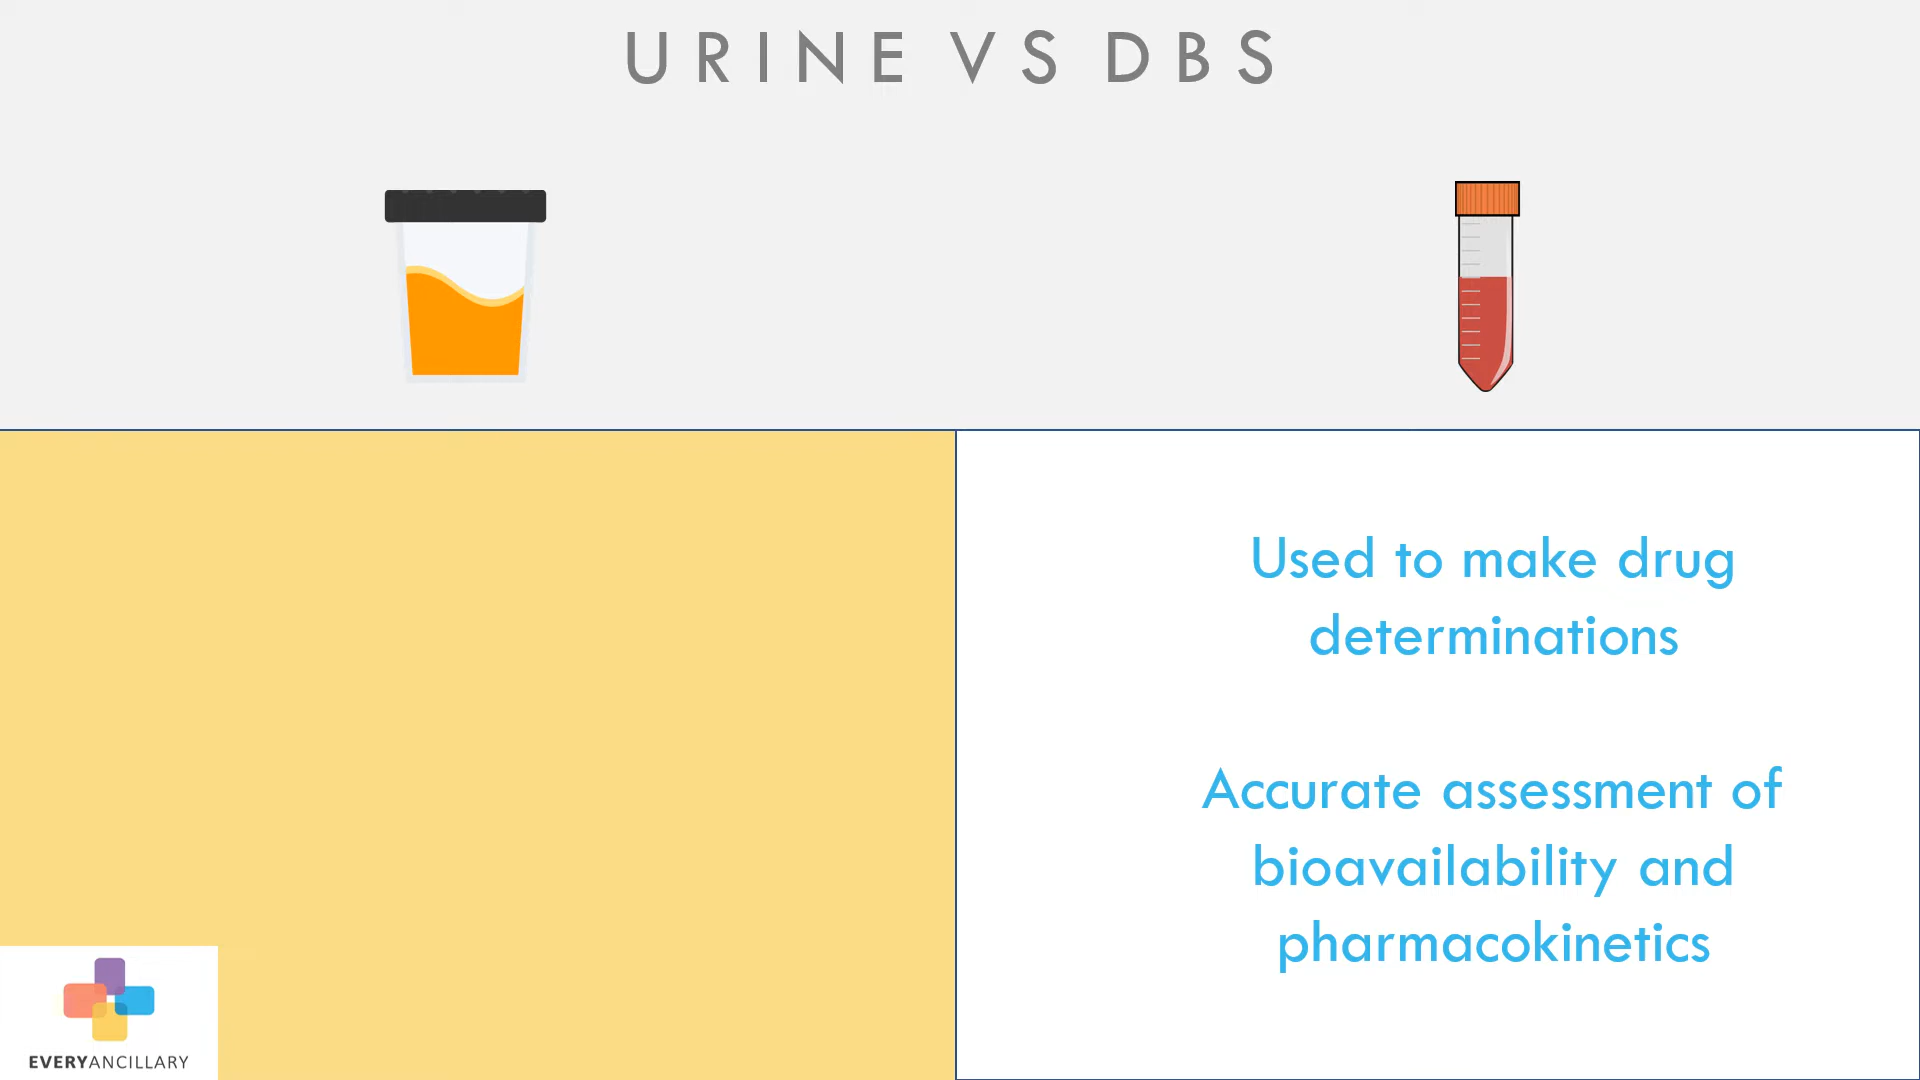 URINE VS DBS
Used to make drug
determinations
Accurate assessment of
bioavailability and
pharmacokinetics
EVERYANCILLARY